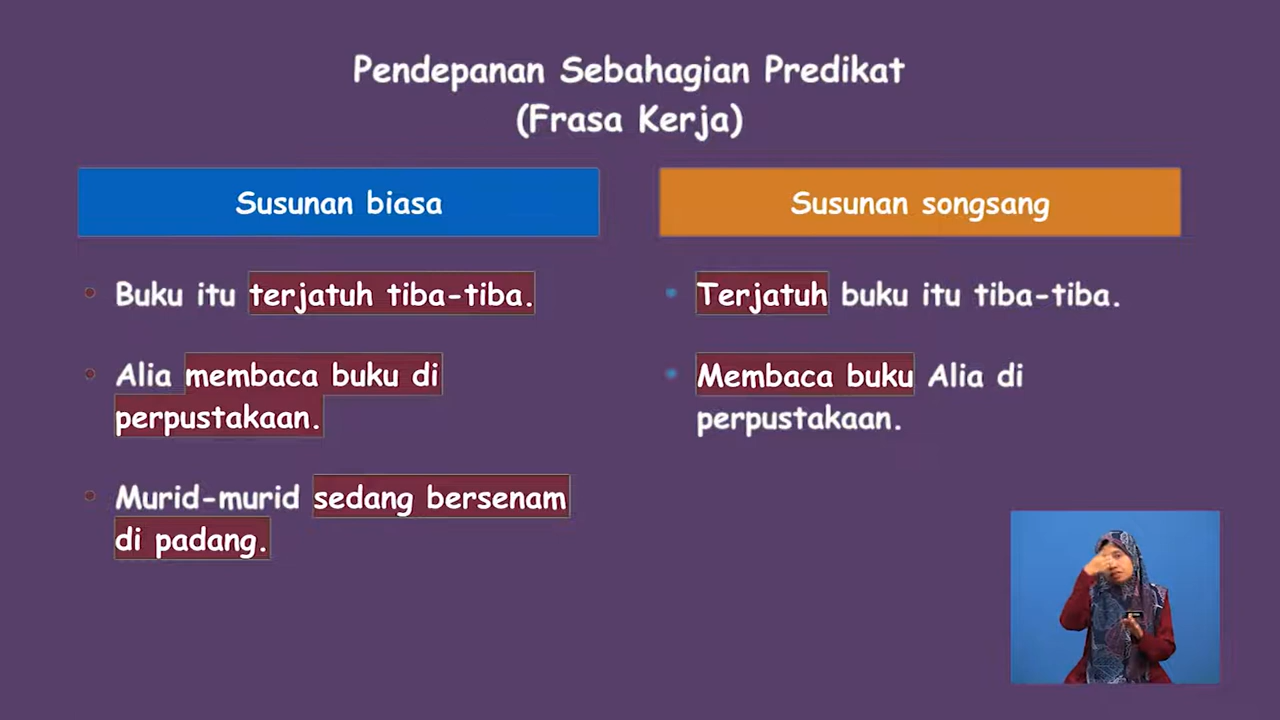 Pendepanan Sebahagian Predikat
(Frasa Kerja)
Susunan biasa
Buku itu terjatuh tiba-tiba.
Alia membaca buku di
perpustakaan.
Murid-murid sedang bersenam
di padang.
Susunan songsang
Terjatuh buku itu tiba-tiba.
Membaca buku Alia di
perpustakaan.